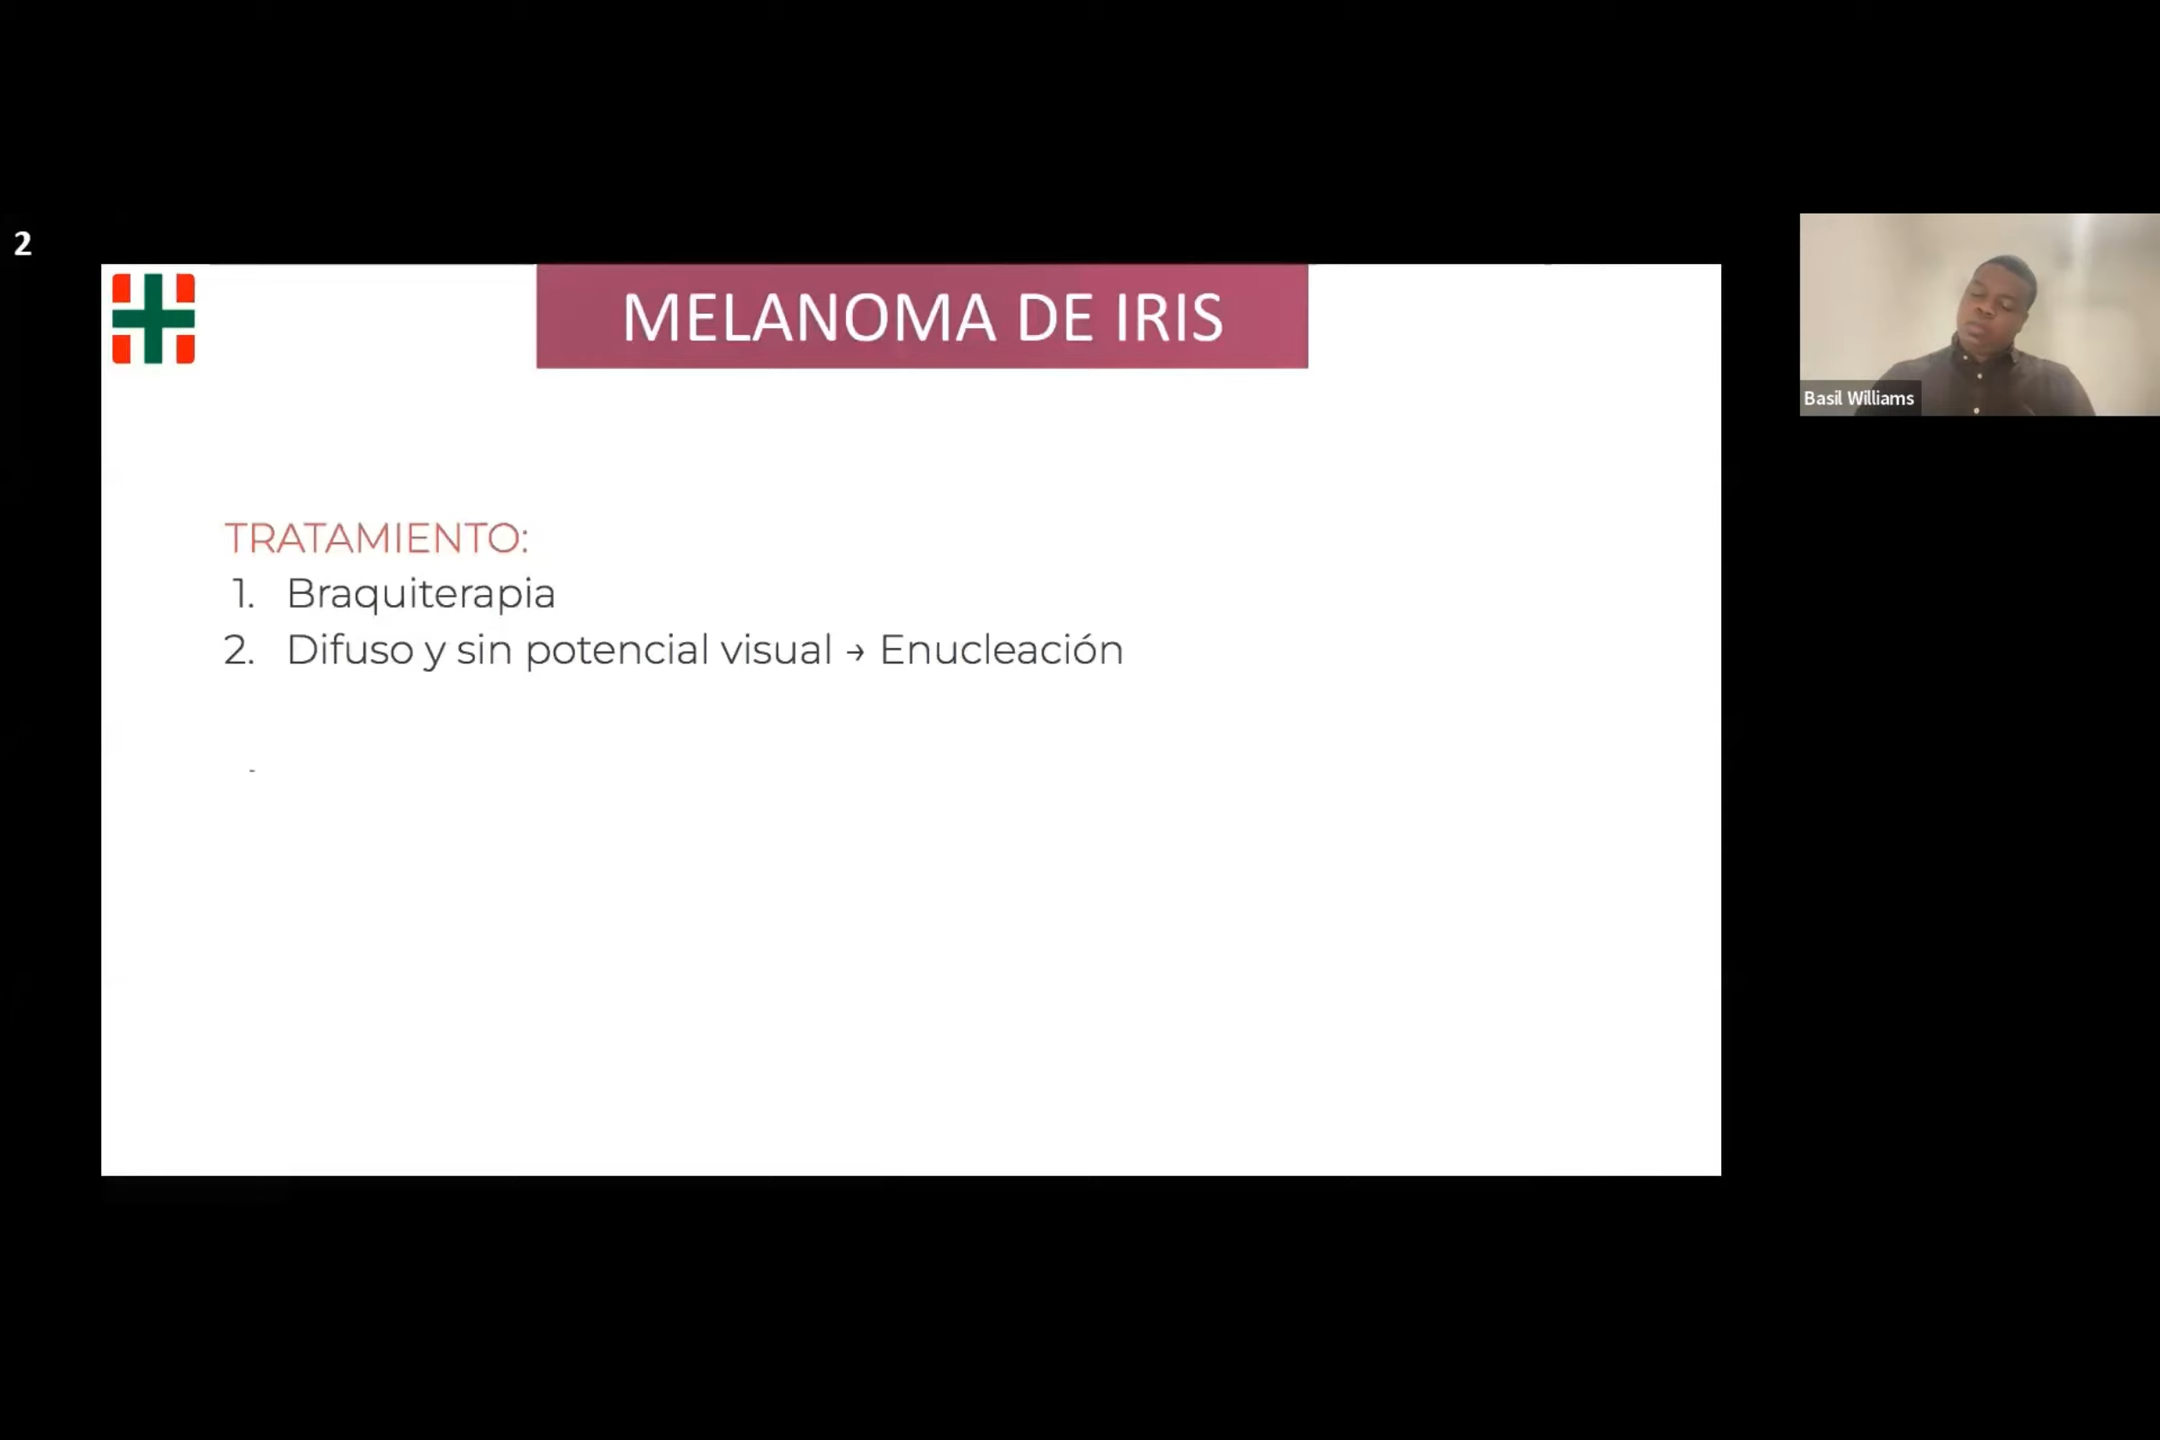 2
MELANOMA DE IRIS
Basil Williams
TRATAMIENTO:
1. Braquiterapia
2. Difuso y sin potencial visual → Enucleación
-